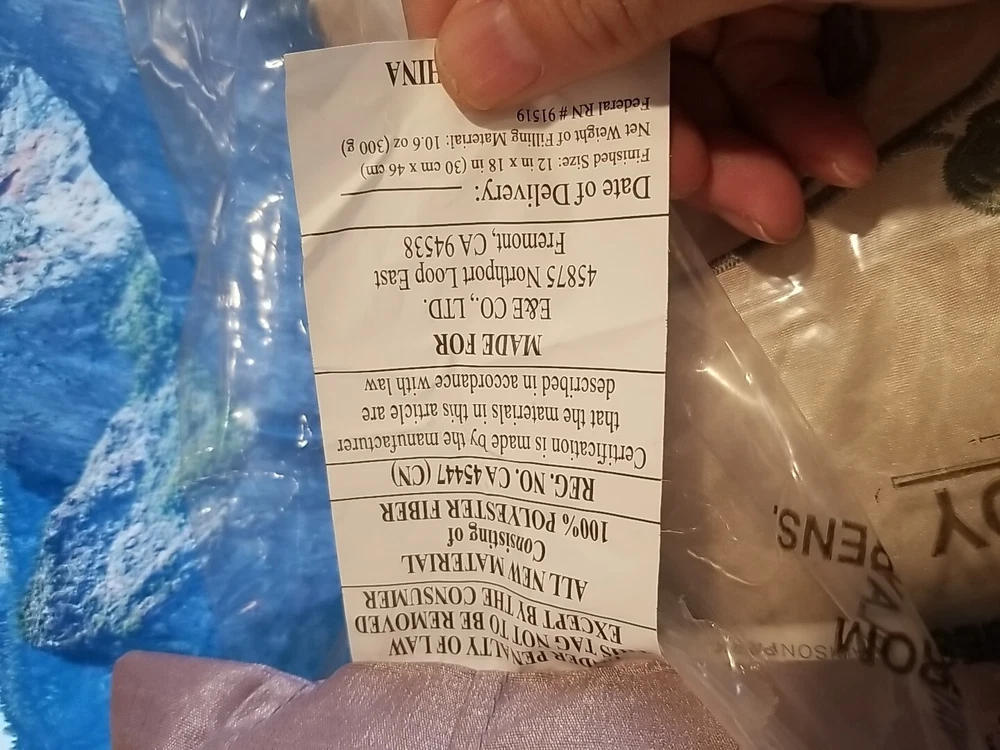 UNDER PENALTY OF LAW
THIS TAG NOT TO BE REMOVED
EXCEPT BY THE CONSUMER
ALL NEW MATERIAL
Consisting of
100% POLYESTER FIBER
REG. NO. CA 45447 (CN)
Certification is made by the manufacturer
that the materials in this article are
described in accordance with law
MADE FOR
E&E CO., LTD.
45875 Northport Loop East
Fremont, CA 94538
Date of Delivery:
Finished Size: 12 in x 18 in (30 cm x 46 cm)
Net Weight of Filling Material: 10.6 oz (300 g)
Federal RN # 91519
HINA